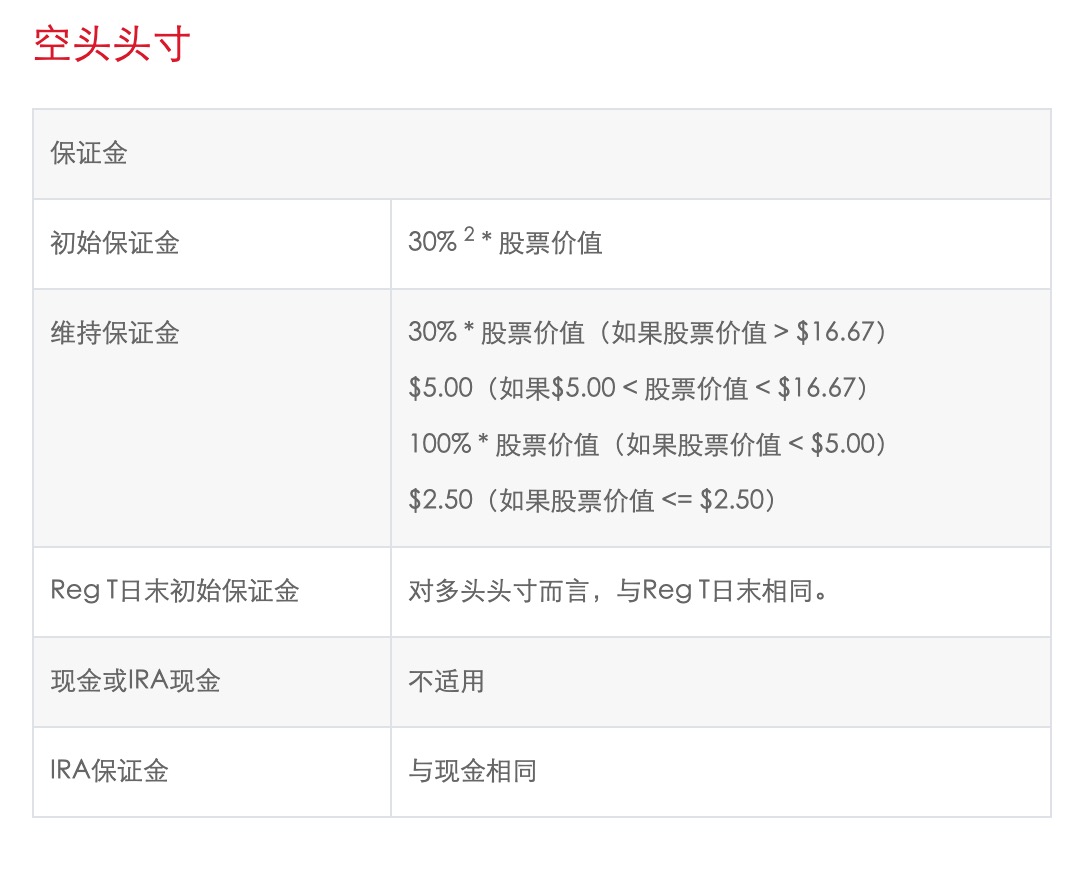 空头头寸
保证金
初始保证金
30% 2 * 股票价值
维持保证金
30% * 股票价值（如果股票价值 > $16.67）
$5.00（如果$5.00 < 股票价值 < $16.67）
100% * 股票价值（如果股票价值 < $5.00）
$2.50（如果股票价值 <= $2.50）
Reg T日末初始保证金
对多头头寸而言，与Reg T日末相同。
现金或IRA现金
不适用
IRA保证金
与现金相同